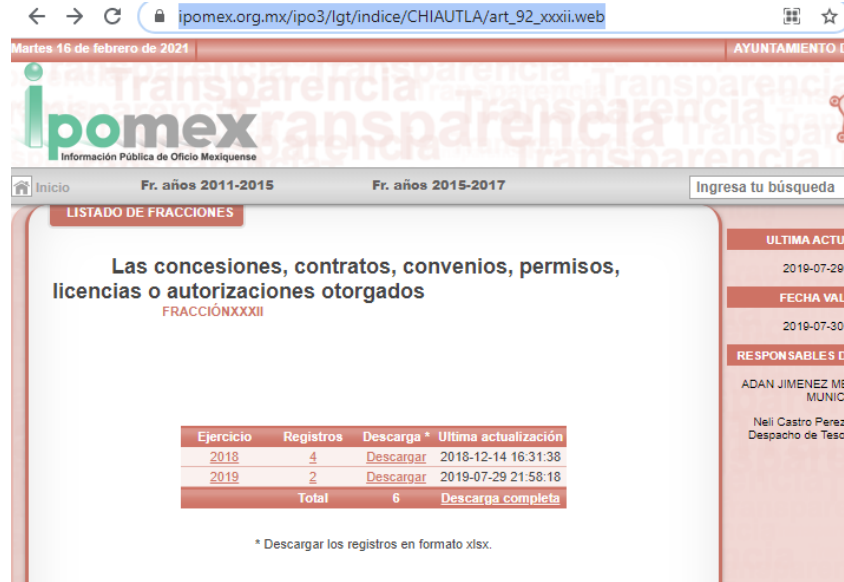 ipomex.org.mx/ipo3/lgt/indice/CHIAUTLA/art_92_xxxii.web
Martes 16 de febrero de 2021
AYUNTAMIENTO D
ipomex
Información Pública de Oficio Mexiquense
Transparencia
Inicio
Fr. años 2011-2015
Fr. años 2015-2017
Ingresa tu búsqueda
LISTADO DE FRACCIONES
Las concesiones, contratos, convenios, permisos,
licencias o autorizaciones otorgados
FRACCIÓNXXXII
Ejercicio Registros Descarga * Ultima actualización
2018 4 Descargar 2018-12-14 16:31:38
2019 2 Descargar 2019-07-29 21:58:18
Total 6 Descarga completa
* Descargar los registros en formato xlsx.
ULTIMA ACTU
2019-07-29
FECHA VAL
2019-07-30
RESPONSABLES D
ADAN JIMENEZ ME
MUNIC
Neli Castro Perez
Despacho de Teso